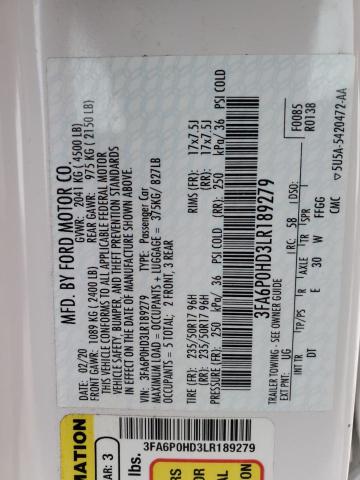 MFD. BY FORD MOTOR CO.
02/20 GVWR: 2041 KG ( 4500 LB)
FRONT GAWR: 1089 KG ( 2400 LB) REAR GAWR: 975 KG ( 2150 LB)
THIS VEHICLE CONFORMS TO ALL APPLICABLE FEDERAL MOTOR
VEHICLE SAFETY, BUMPER, AND THEFT PREVENTION STANDARDS
IN EFFECT ON THE DATE OF MANUFACTURE SHOWN ABOVE.
VIN: 3FA6P0HD3LR189279 TYPE: Passenger Car
MAXIMUM LOAD = OCCUPANTS + LUGGAGE = 375KG/ 827LB
OCCUPANTS = 5 TOTAL: 2 FRONT, 3 REAR
TIRE (FR): 235/50R17 96H RIMS (FR): 17x7.5J
(RR): 235/50R17 96H (RR): 17x7.5J
PRESSURE (FR): 250 kPa/ 36 PSI COLD (RR): 250 kPa/ 36 PSI COLD
3FA6P0HD3LR189279
F0085
R0138
TRAILER TOWING - SEE OWNER GUIDE
EXT PNT: UG RC: 58 DSO:
TP/PS R AXLE TR SPR
DT E 30 W FFGG
CMC 5U5A-5420472-AA
MATION
AR: 3
lbs.
3FA6P0HD3LR189279